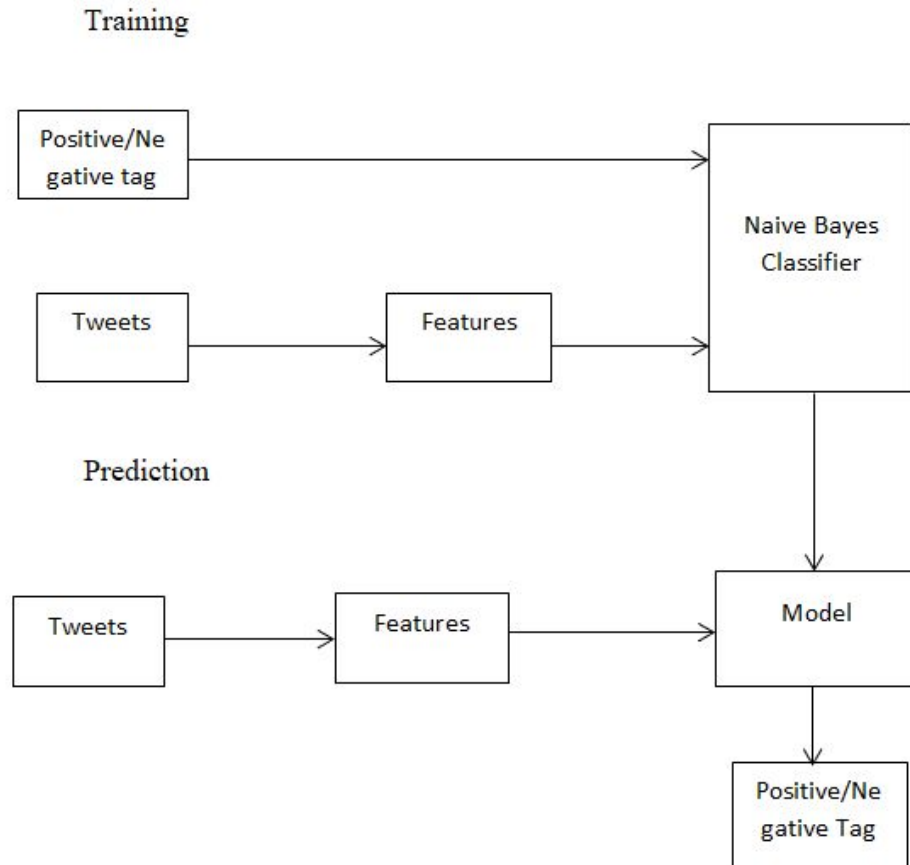 Training
Positive/Ne
gative tag
Naive Bayes
Classifier
Tweets
Features
Prediction
Tweets
Features
Model
Positive/Ne
gative Tag